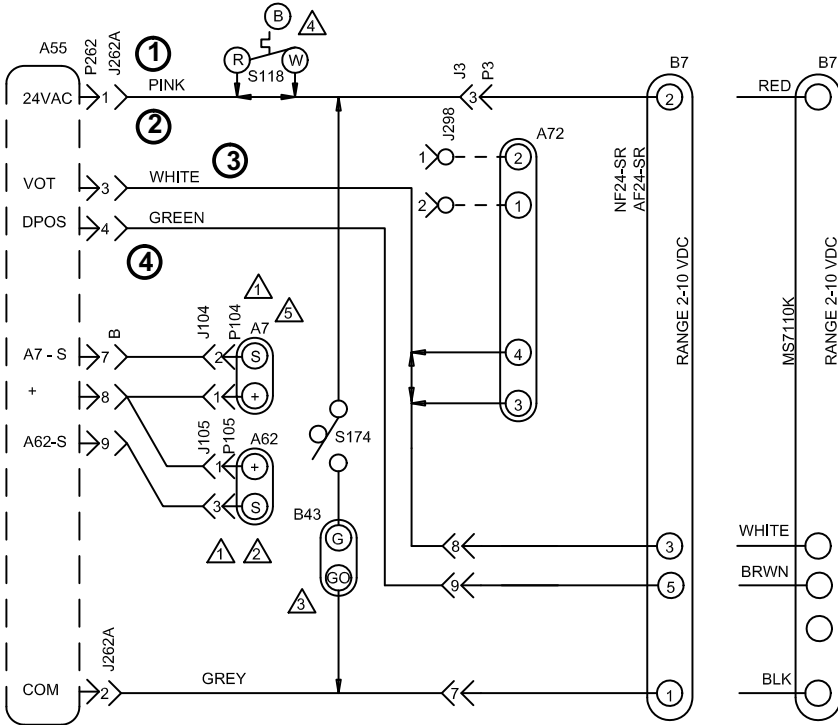 A55
P262
J262A
1
B
4
R
W
S118
24VAC
1
PINK
2
J3
P3
3
B7
2
RED
B7
VOT
3
WHITE
3
DPOS
4
GREEN
4
J298
1
2
A72
2
1
4
3
NF24-SR
AF24-SR
RANGE 2-10 VDC
MS7110K
RANGE 2-10 VDC
1
5
B
J104
P104
A7
A7 - S
7
2
S
+
8
1
+
A62-S
9
J105
P105
A62
1
+
3
S
1
2
S174
B43
G
GO
3
8
3
WHITE
9
5
BRWN
J262A
COM
2
GREY
7
1
BLK